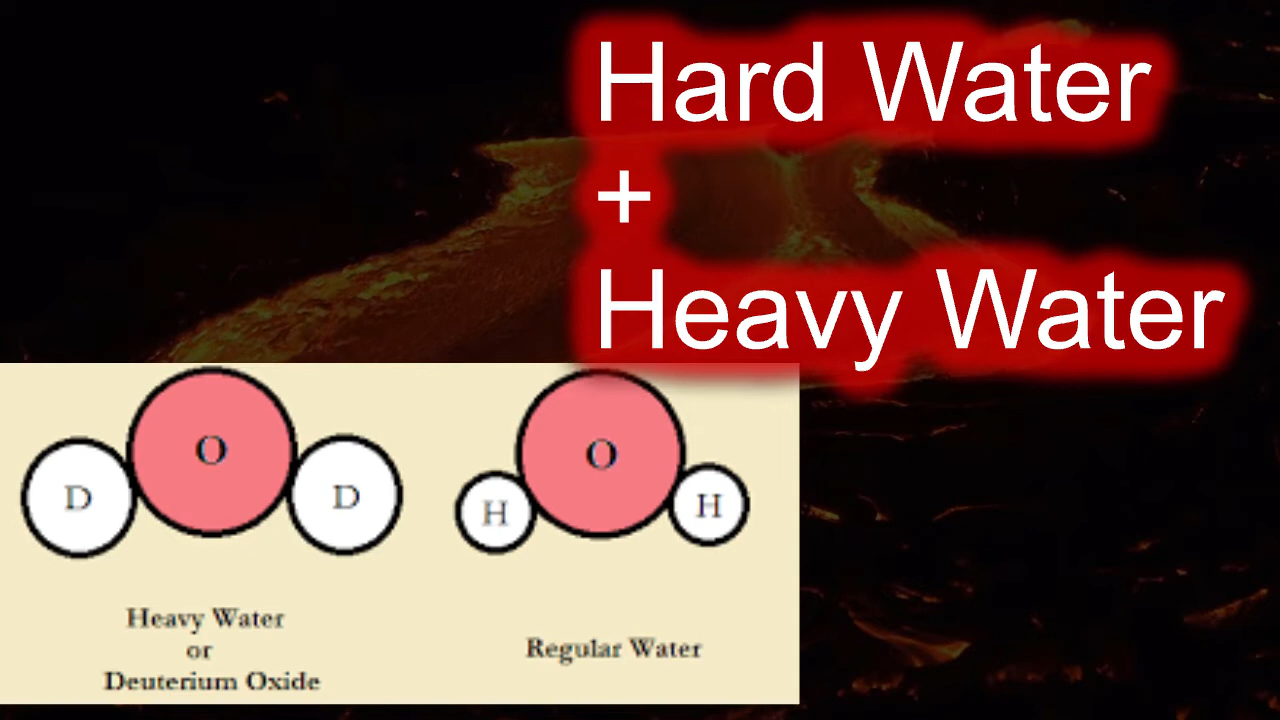 Hard Water
+
Heavy Water
D
O
D
H
O
H
Heavy Water
or
Deuterium Oxide
Regular Water